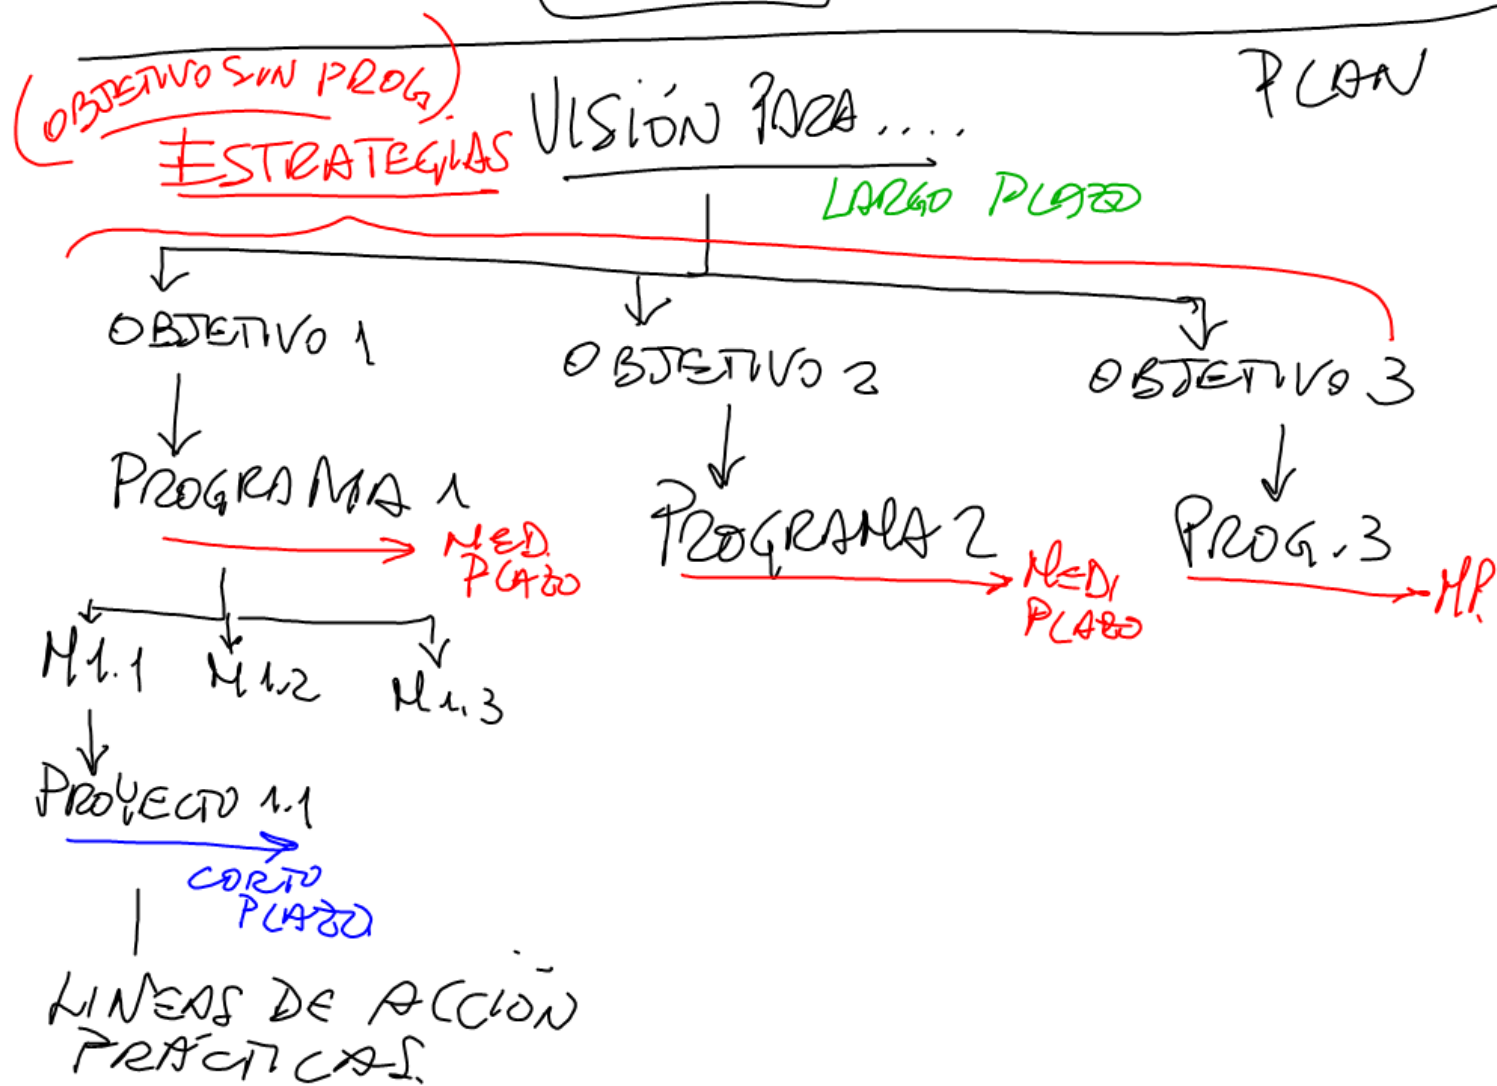 PLAN
(OBJETIVO SIN PROG.)
ESTRATEGIAS
VISIÓN PARA....
LARGO PLAZO
OBJETIVO 1
OBJETIVO 2
OBJETIVO 3
PROGRAMA 1
PROGRAMA 2
PROG. 3
MED.
PLAZO
MEDI
PLAZO
MP.
M1.1
M1.2
M1.3
PROYECTO 1.1
CORTO
PLAZO
LINEAS DE ACCIÓN
PRÁCTICAS.